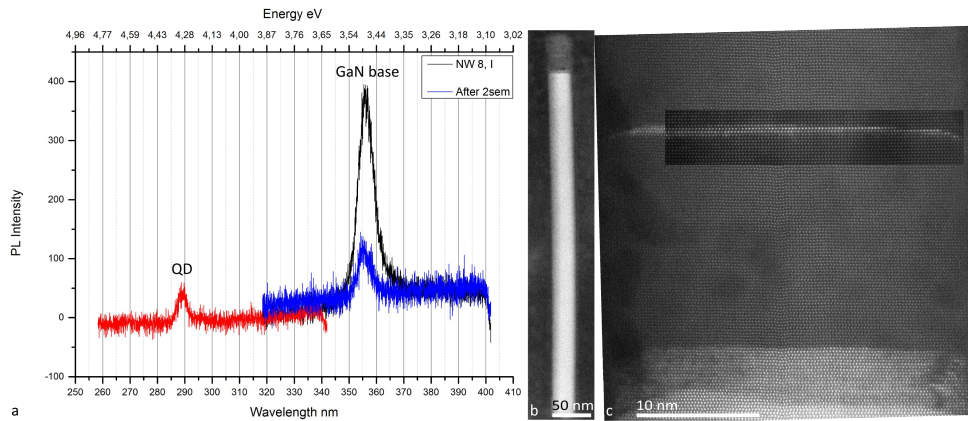 Energy eV
4,96 4,77 4,59 4,43 4,28 4,13 4,00 3,87 3,76 3,65 3,54 3,44 3,35 3,26 3,18 3,10 3,02
400
300
200
100
0
-100
PL Intensity
GaN base
NW 8, I
After 2sem
QD
250 260 270 280 290 300 310 320 330 340 350 360 370 380 390 400 410
Wavelength nm
a
b
50 nm
c
10 nm